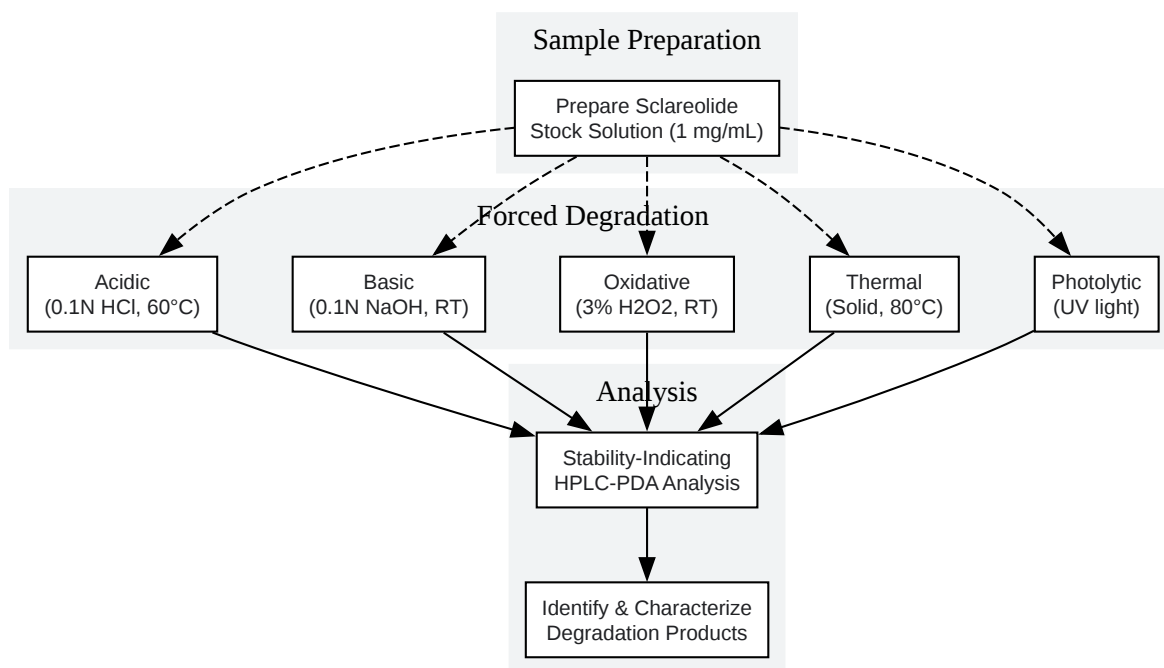 Sample Preparation
Prepare Sclareolide
Stock Solution (1 mg/mL)
Forced Degradation
Acidic
(0.1N HCl, 60°C)
Basic
(0.1N NaOH, RT)
Oxidative
(3% H2O2, RT)
Thermal
(Solid, 80°C)
Photolytic
(UV light)
Analysis
Stability-Indicating
HPLC-PDA Analysis
Identify & Characterize
Degradation Products